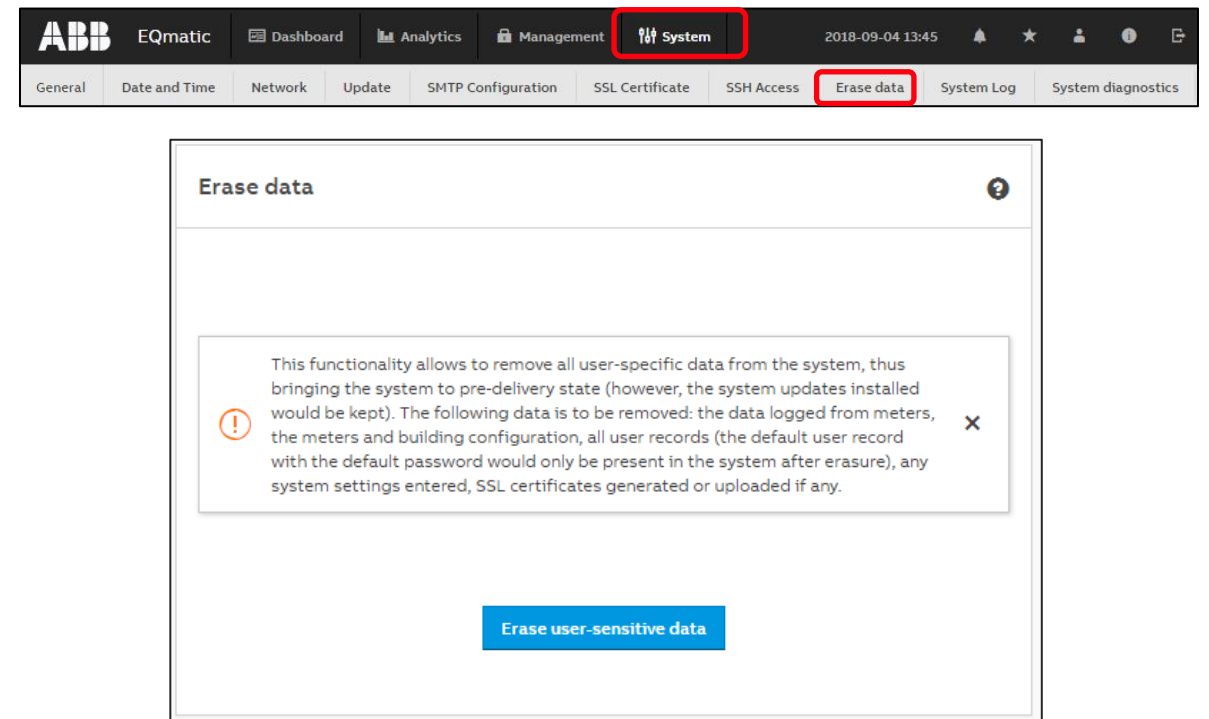 ABB EQmatic Dashboard Analytics Management System 2018-09-04 13:45
General Date and Time Network Update SMTP Configuration SSL Certificate SSH Access Erase data System Log System diagnostics
Erase data
This functionality allows to remove all user-specific data from the system, thus
bringing the system to pre-delivery state (however, the system updates installed
would be kept). The following data is to be removed: the data logged from meters,
the meters and building configuration, all user records (the default user record
with the default password would only be present in the system after erasure), any
system settings entered, SSL certificates generated or uploaded if any.
Erase user-sensitive data